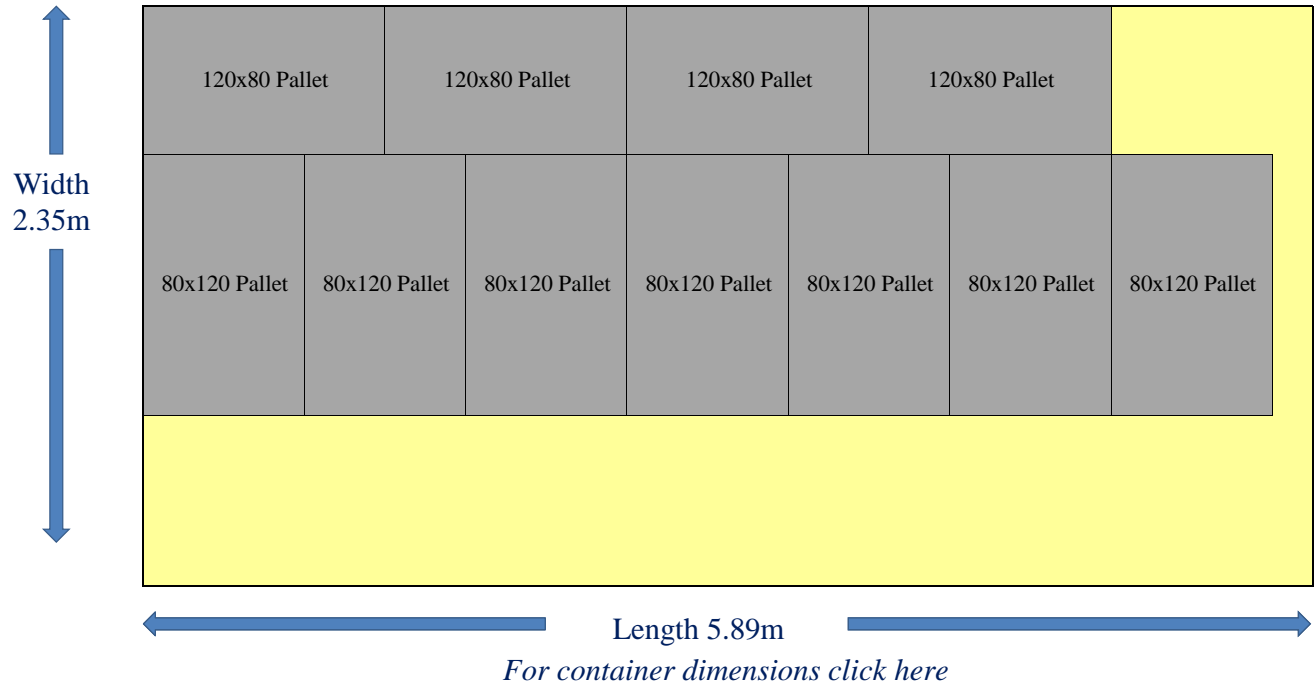 120x80 Pallet 120x80 Pallet 120x80 Pallet 120x80 Pallet
Width
2.35m
80x120 Pallet 80x120 Pallet 80x120 Pallet 80x120 Pallet 80x120 Pallet 80x120 Pallet 80x120 Pallet
Length 5.89m
For container dimensions click here